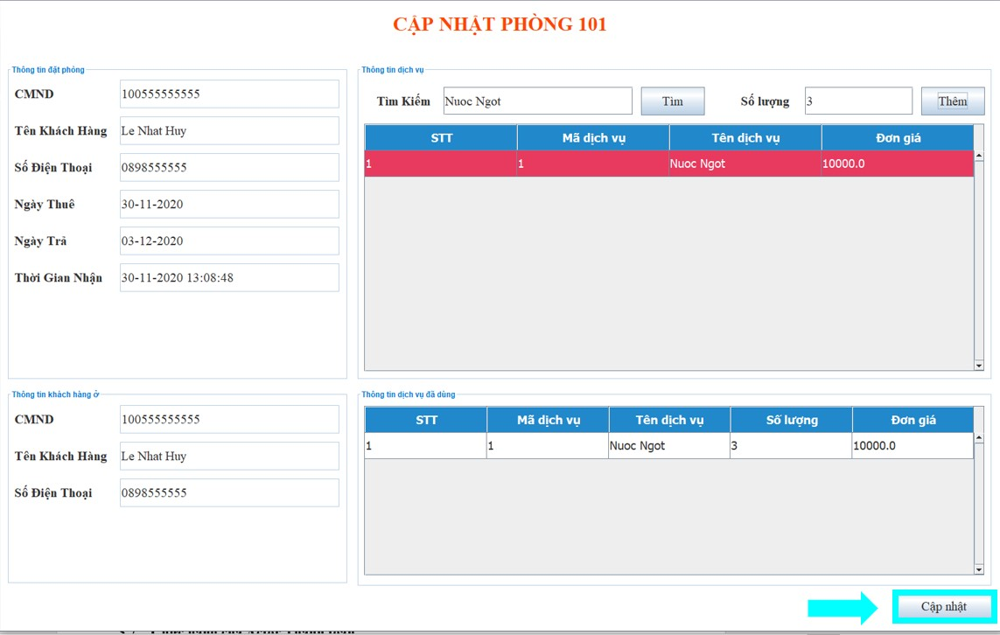 CẬP NHẬT PHÒNG 101
Thông tin đặt phòng
CMND 100555555555
Tên Khách Hàng Le Nhat Huy
Số Điện Thoại 0898555555
Ngày Thuê 30-11-2020
Ngày Trả 03-12-2020
Thời Gian Nhận 30-11-2020 13:08:48
Thông tin dịch vụ
Tìm Kiếm Nuoc Ngot Tìm Số lượng 3 Thêm
STT Mã dịch vụ Tên dịch vụ Đơn giá
1 1 Nuoc Ngot 10000.0
Thông tin khách hàng ở
CMND 100555555555
Tên Khách Hàng Le Nhat Huy
Số Điện Thoại 0898555555
Thông tin dịch vụ đã dùng
STT Mã dịch vụ Tên dịch vụ Số lượng Đơn giá
1 1 Nuoc Ngot 3 10000.0
Cập nhật